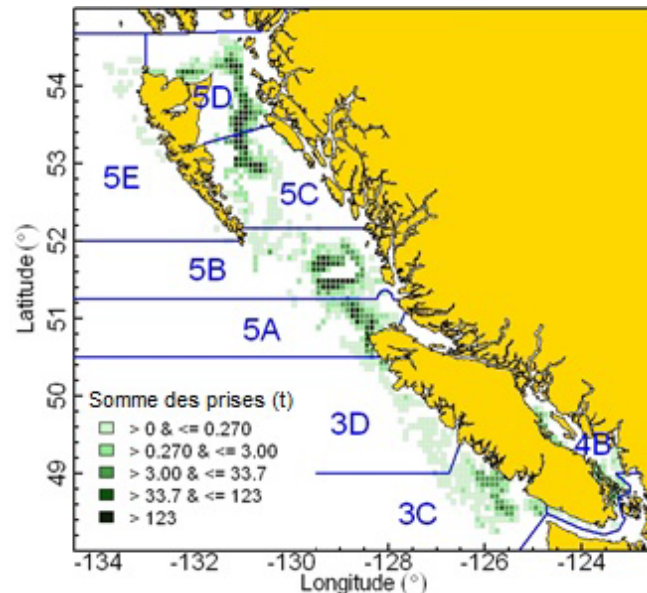 54
53
52
51
50
49
Latitude (°)
5D
5E
5C
5B
5A
3D
4B
3C
Somme des prises (t)
> 0 & <= 0.270
> 0.270 & <= 3.00
> 3.00 & <= 33.7
> 33.7 & <= 123
> 123
-134 -132 -130 -128 -126 -124
Longitude (°)